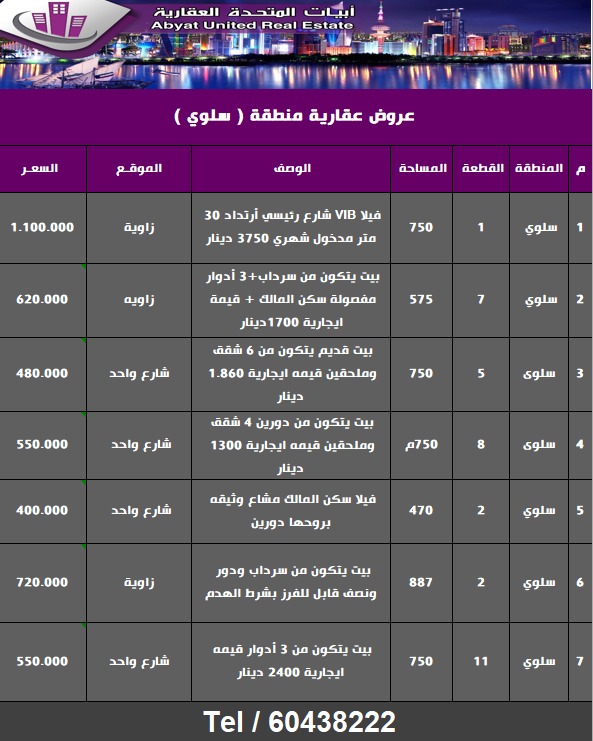 أبيات المتحدة العقارية
Abyat United Real Estate
عروض عقارية منطقة ( سلوي )
م المنطقة القطعة المساحة الوصف الموقـع السعـر
1 سلوي 1 750 فيلا VIB شارع رئيسي أرتداد 30 زاوية 1.100.000
متر مدخول شهري 3750 دينار
2 سلوي 7 575 بيت يتكون من سرداب+3 أدوار زاويه 620.000
مفصولة سكن المالك + قيمة
ايجارية 1700دينار
3 سلوى 5 750 بيت قديم يتكون من 6 شقق شارع واحد 480.000
وملحقين قيمه ايجارية 1.860
دينار
4 سلوى 8 750م بيت يتكون من دورين 4 شقق شارع واحد 550.000
وملحقين قيمه ايجارية 1300
دينار
5 سلوي 2 470 فيلا سكن المالك مشاع وثيقه شارع واحد 400.000
بروحها دورين
6 سلوي 2 887 بيت يتكون من سرداب ودور زاوية 720.000
ونصف قابل للفرز بشرط الهدم
7 سلوي 11 750 بيت يتكون من 3 أدوار قيمه شارع واحد 550.000
ايجارية 2400 دينار
Tel / 60438222